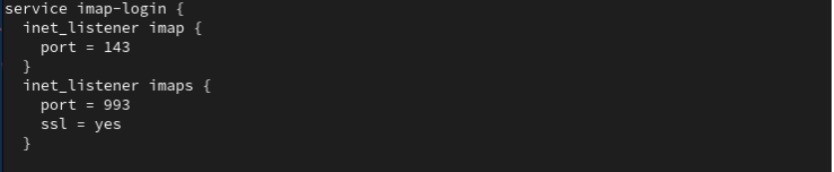 service imap-login {
  inet_listener imap {
    port = 143
  }
  inet_listener imaps {
    port = 993
    ssl = yes
  }